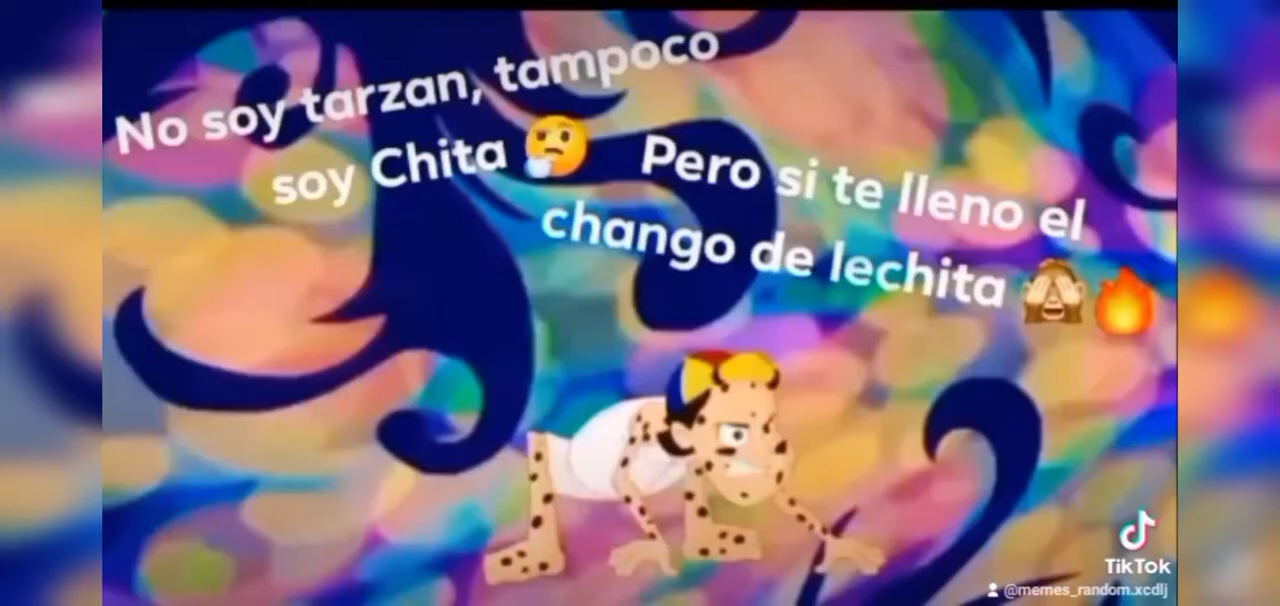 No soy tarzan, tampoco
soy Chita 🤔
Pero si te lleno el
chango de lechita 🙈🔥
TikTok
@memes_random.xcdlj